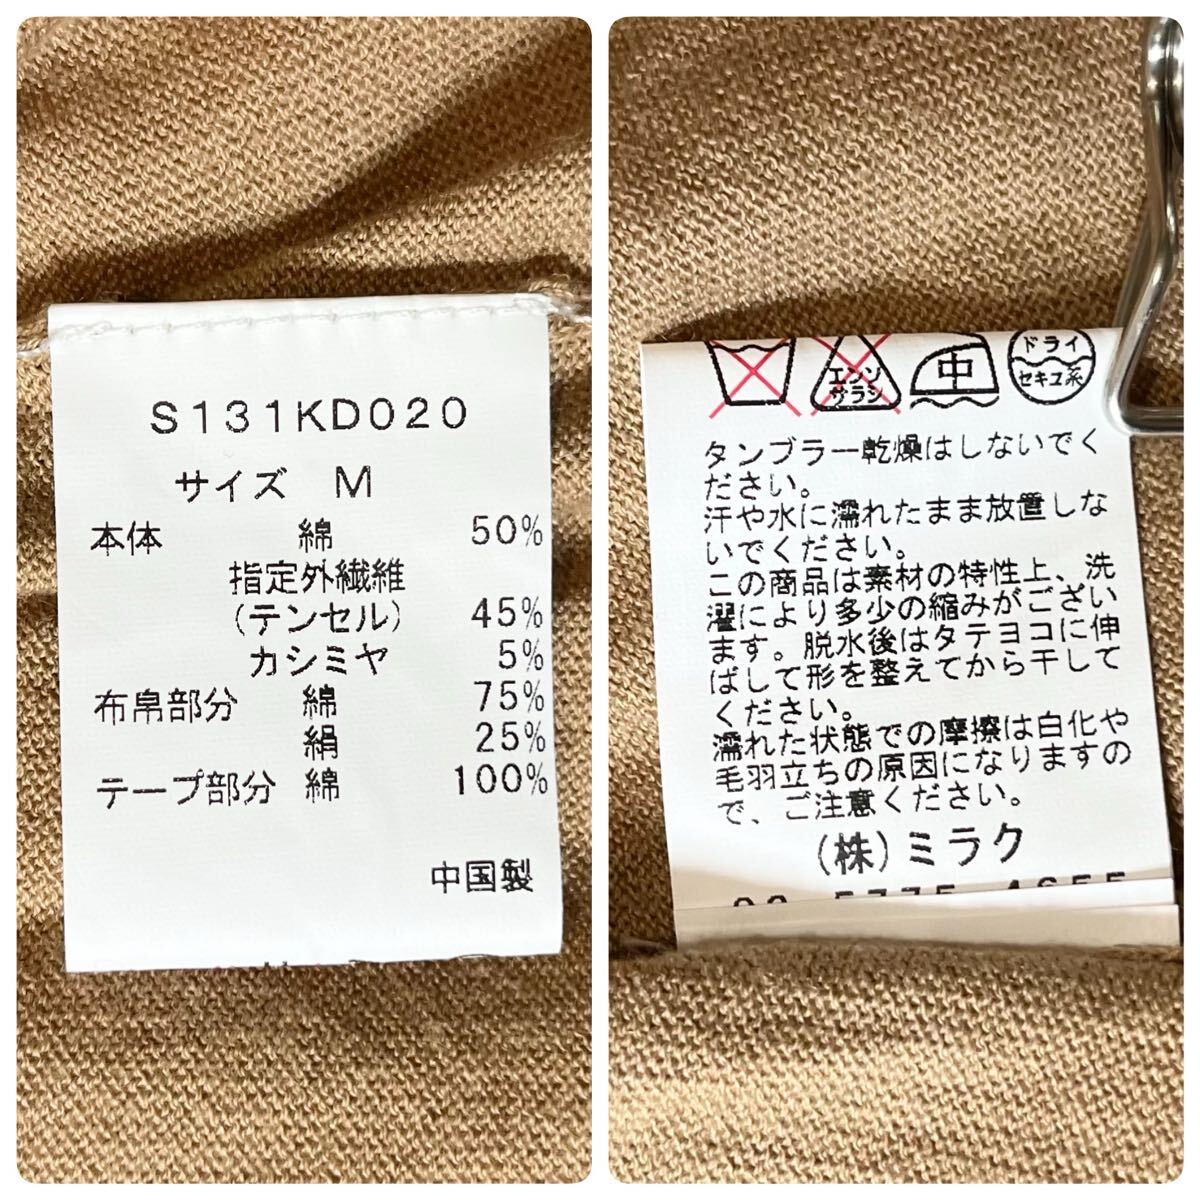 S131KD020
サイズ M
本体 綿 50%
指定外繊維
(テンセル) 45%
カシミヤ 5%
布帛部分 綿 75%
絹 25%
テープ部分 綿 100%
中国製
エンソ
サラシ
中
ドライ
セキユ系
タンブラー乾燥はしないでく
ださい。
汗や水に濡れたまま放置しな
いでください。
この商品は素材の特性上、洗
濯により多少の縮みがござい
ます。脱水後はタテヨコに伸
ばして形を整えてから干して
ください。
濡れた状態での摩擦は白化や
毛羽立ちの原因になりますの
で、ご注意ください。
(株)ミラク